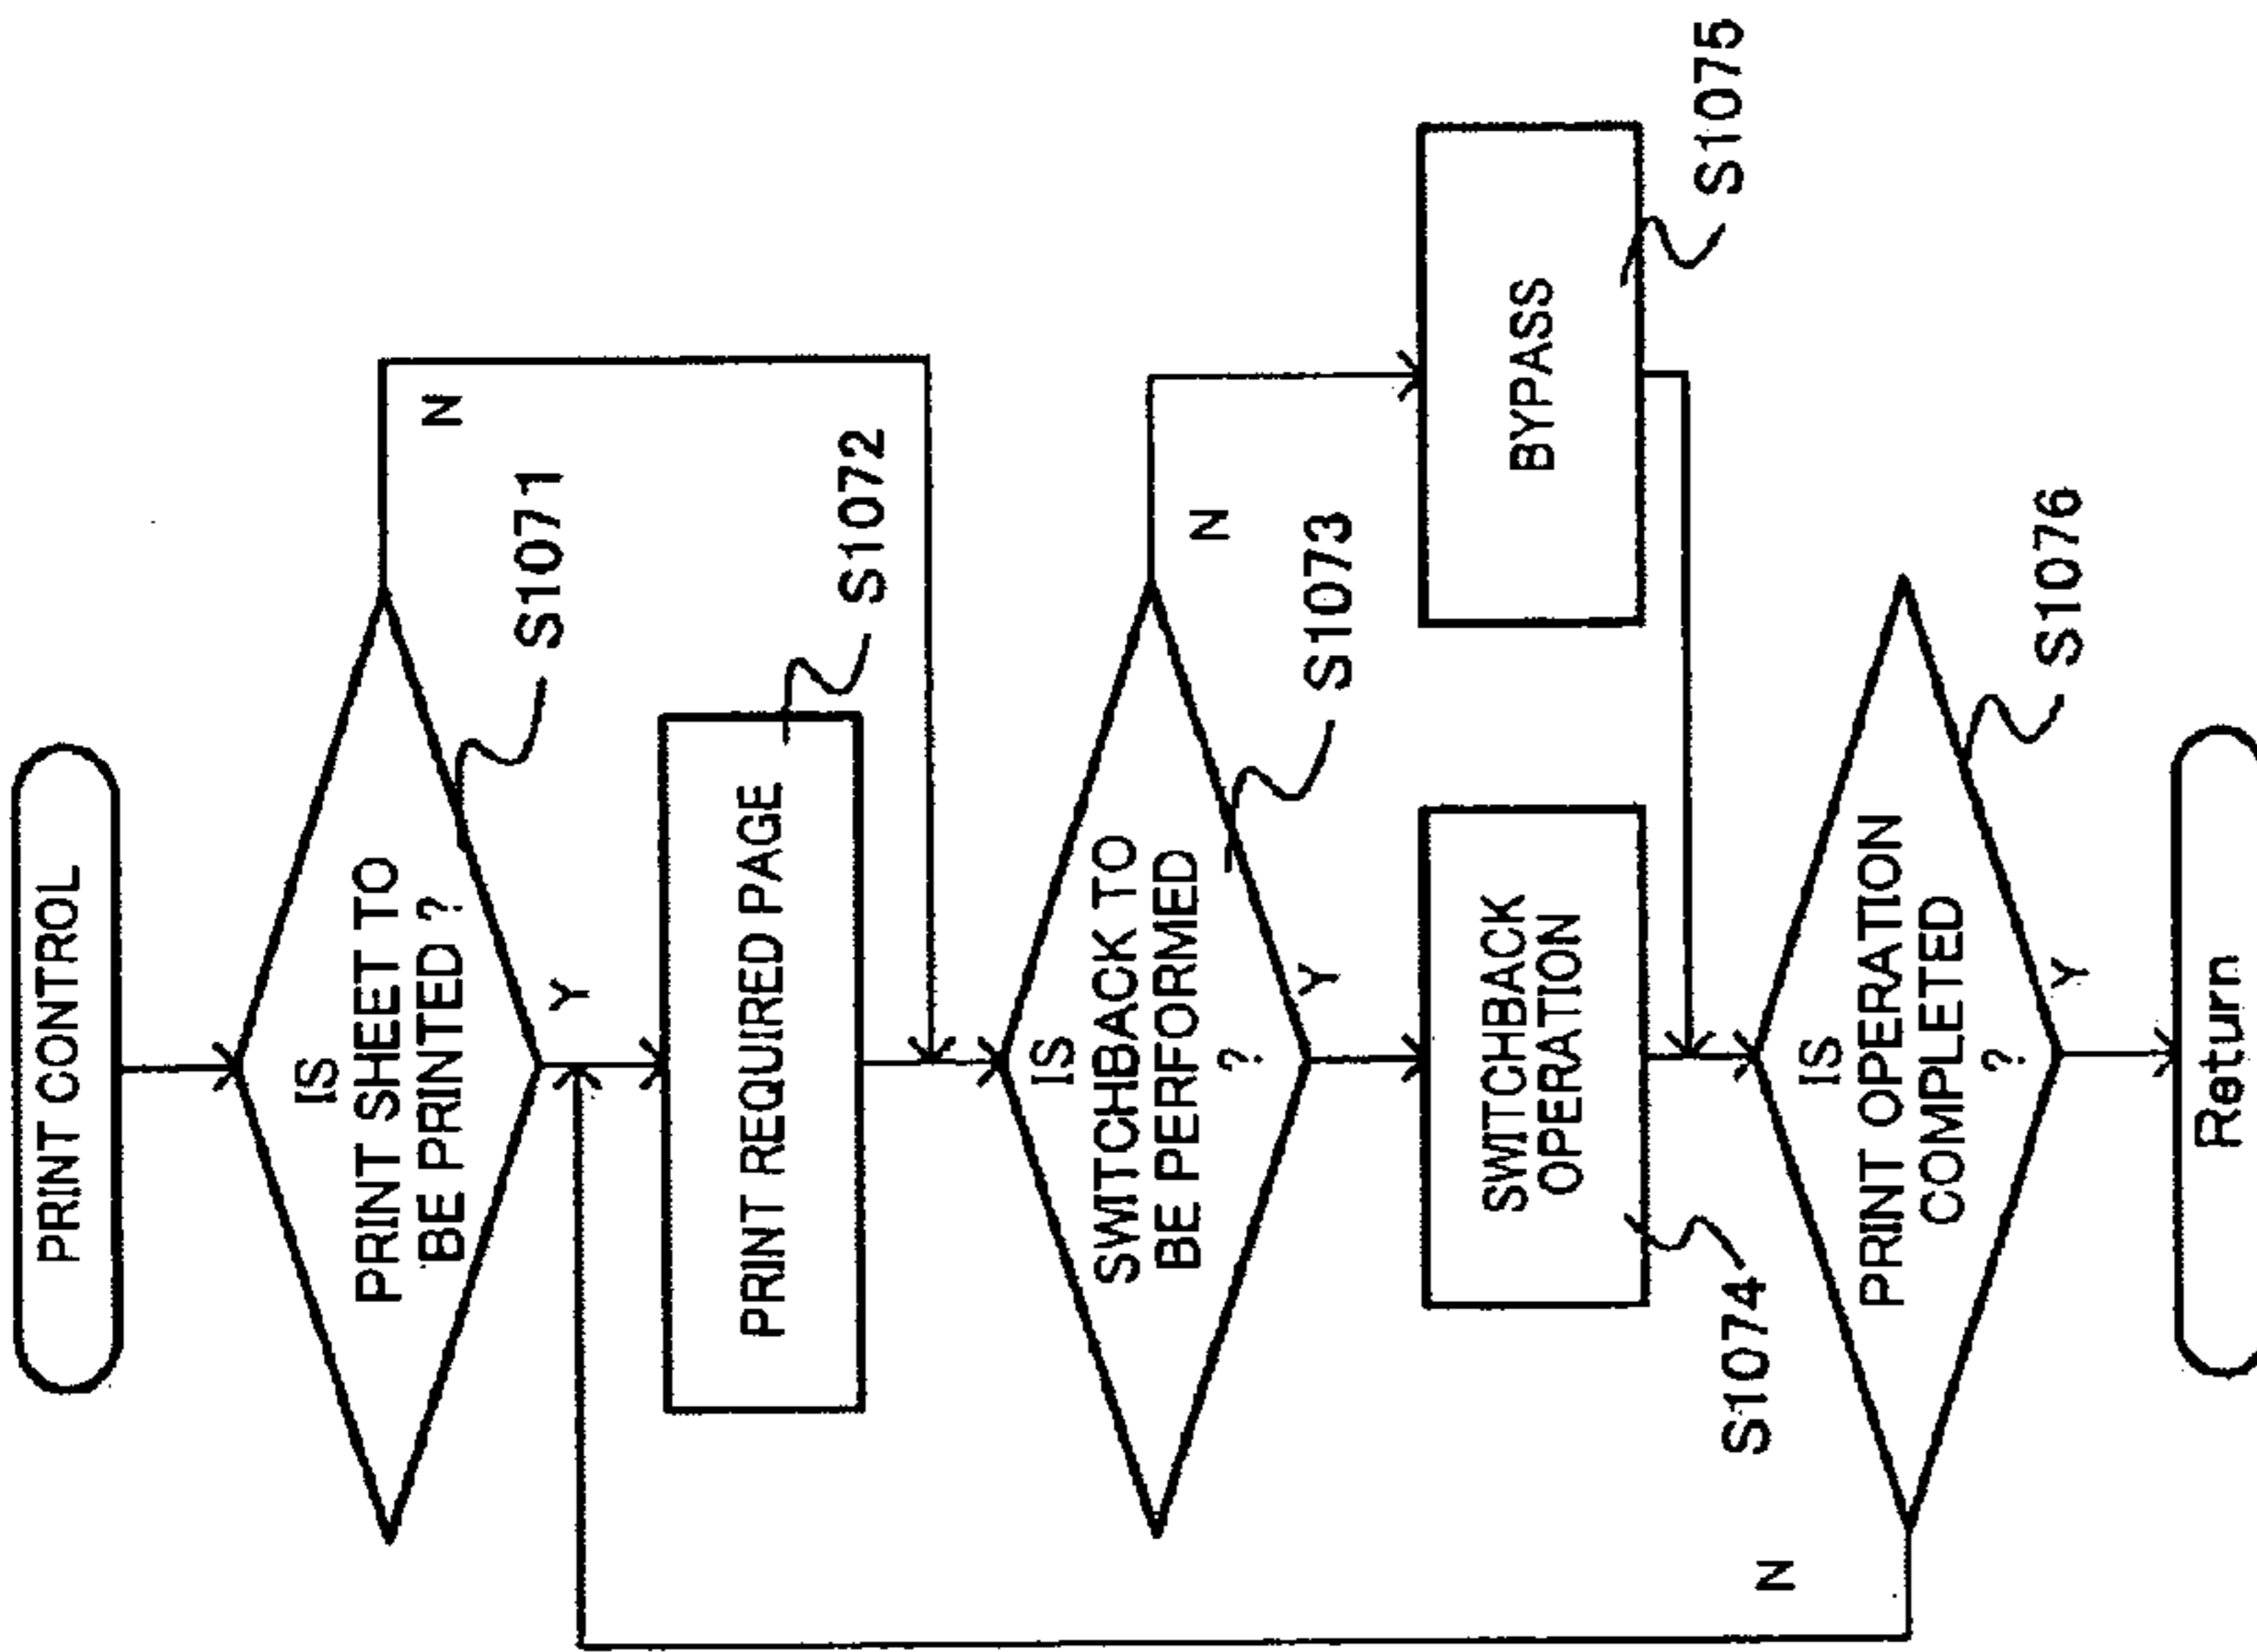 PRINT CONTROL
IS
PRINT SHEET TO
BE PRINTED ?
N
S1071
Y
PRINT REQUIRED PAGE
S1072
IS
SWITCHBACK TO
BE PERFORMED
?
N
S1073
Y
SWITCHBACK
OPERATION
S1074
BYPASS
S1075
IS
PRINT OPERATION
COMPLETED
?
S1076
N
Y
Return